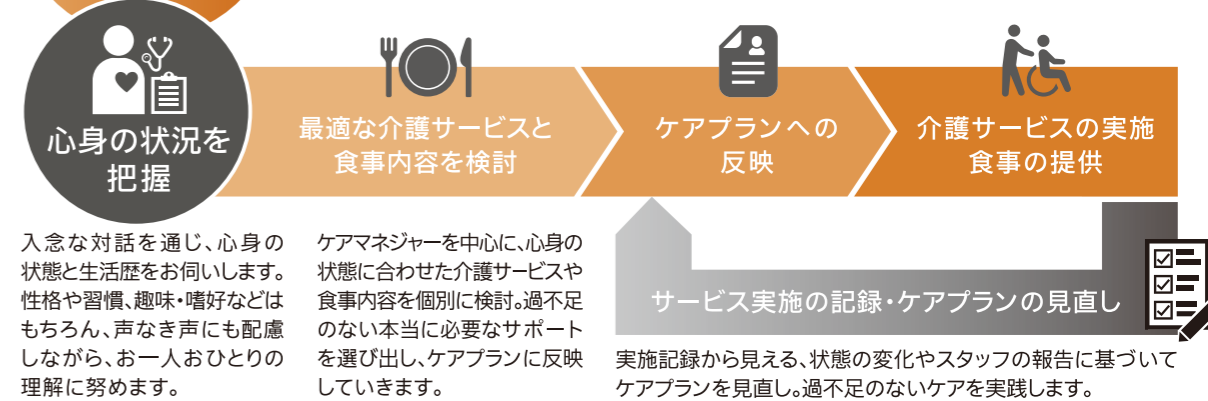 心身の状況を
把握
最適な介護サービスと
食事内容を検討
ケアプランへの
反映
介護サービスの実施
食事の提供
入念な対話を通じ、心身の
状態と生活歴をお伺いします。
性格や習慣、趣味・嗜好などは
もちろん、声なき声にも配慮
しながら、お一人おひとりの
理解に努めます。
ケアマネジャーを中心に、心身の
状態に合わせた介護サービスや
食事内容を個別に検討。過不足
のない本当に必要なサポート
を選び出し、ケアプランに反映
していきます。
サービス実施の記録・ケアプランの見直し
実施記録から見える、状態の変化やスタッフの報告に基づいて
ケアプランを見直し。過不足のないケアを実践します。